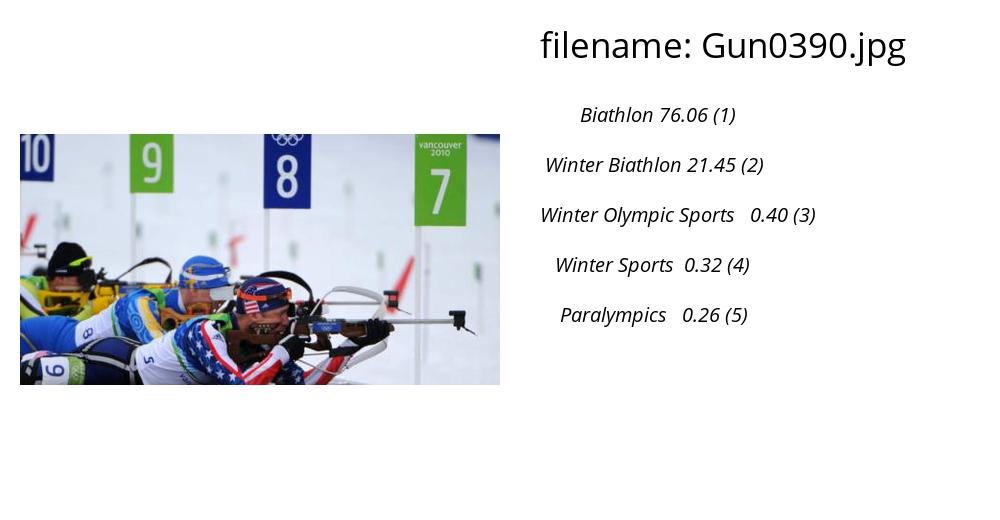 filename: Gun0390.jpg
Biathlon 76.06 (1)
Winter Biathlon 21.45 (2)
Winter Olympic Sports 0.40 (3)
Winter Sports 0.32 (4)
Paralympics 0.26 (5)
10
9
8
vancouver
2010
7
8
5
9